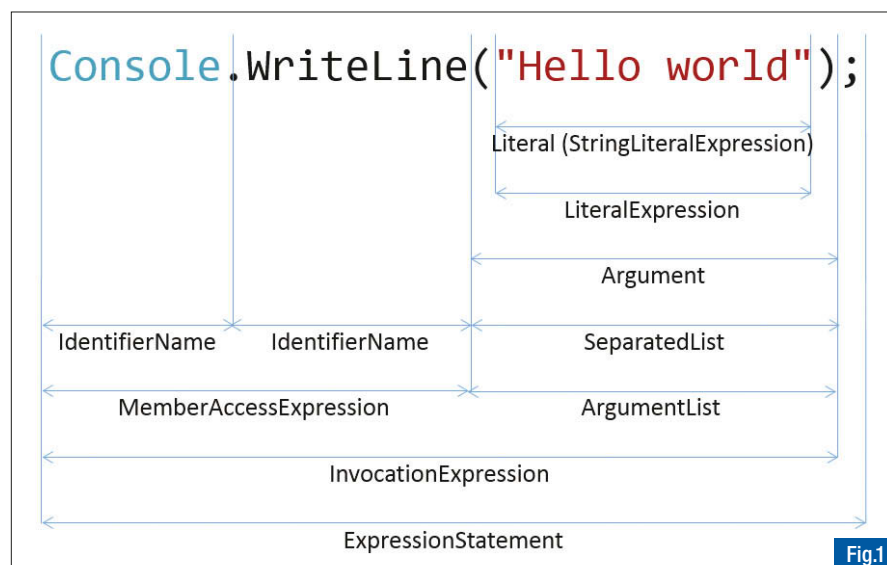 Console.WriteLine("Hello world");
Literal (StringLiteralExpression)
LiteralExpression
Argument
IdentifierName IdentifierName SeparatedList
MemberAccessExpression ArgumentList
InvocationExpression
ExpressionStatement
Fig.1